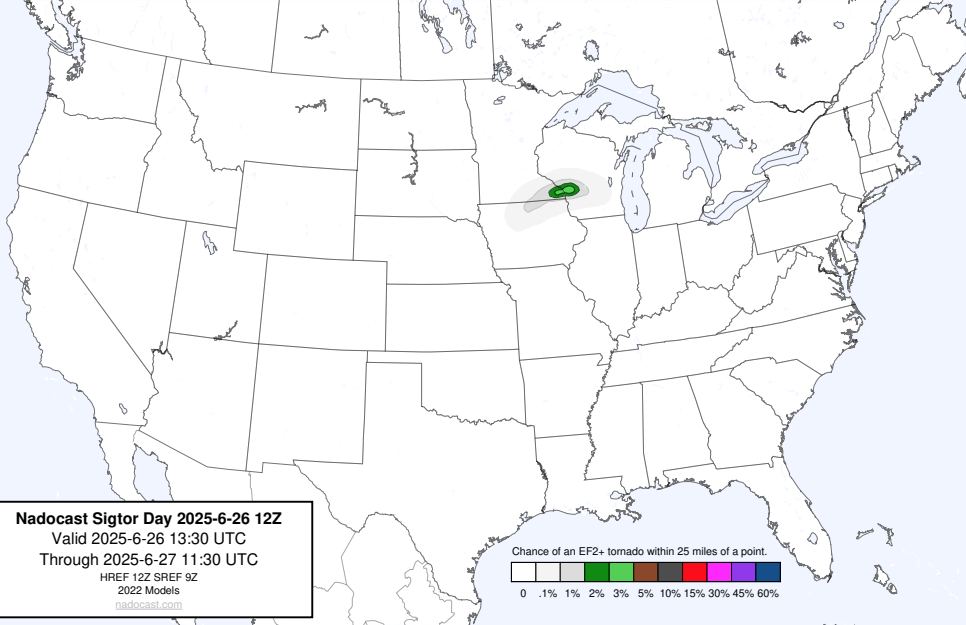 Nadocast Sigtor Day 2025-6-26 12Z
Valid 2025-6-26 13:30 UTC
Through 2025-6-27 11:30 UTC
HREF 12Z SREF 9Z
2022 Models
nadocast.com
Chance of an EF2+ tornado within 25 miles of a point.
0 .1% 1% 2% 3% 5% 10% 15% 30% 45% 60%